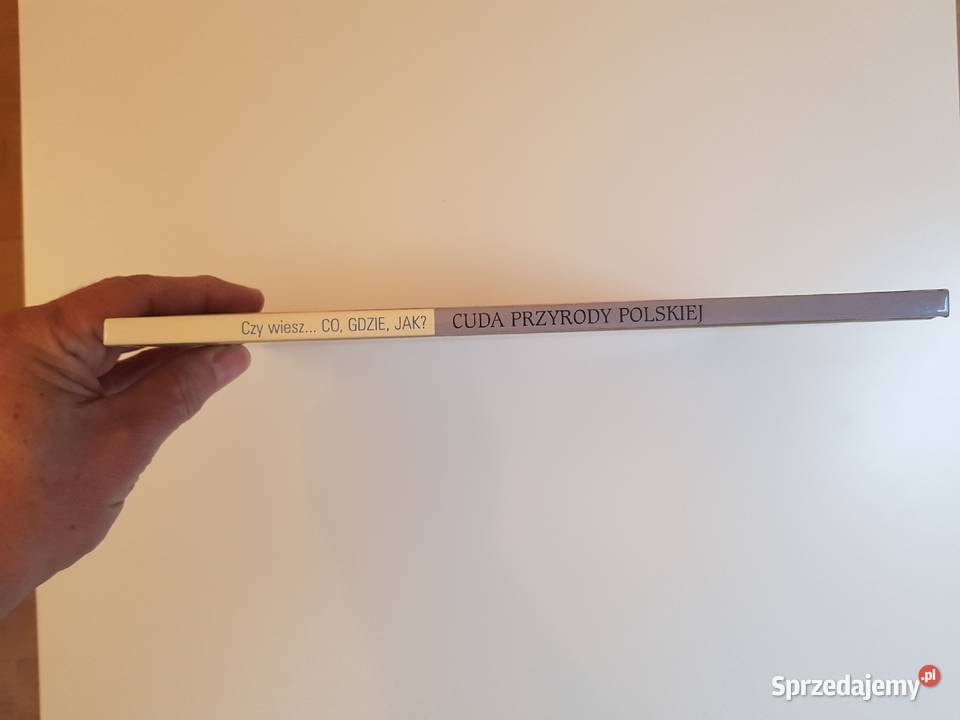 Czy wiesz... CO, GDZIE, JAK? CUDA PRZYRODY POLSKIEJ
Sprzedajemy.pl